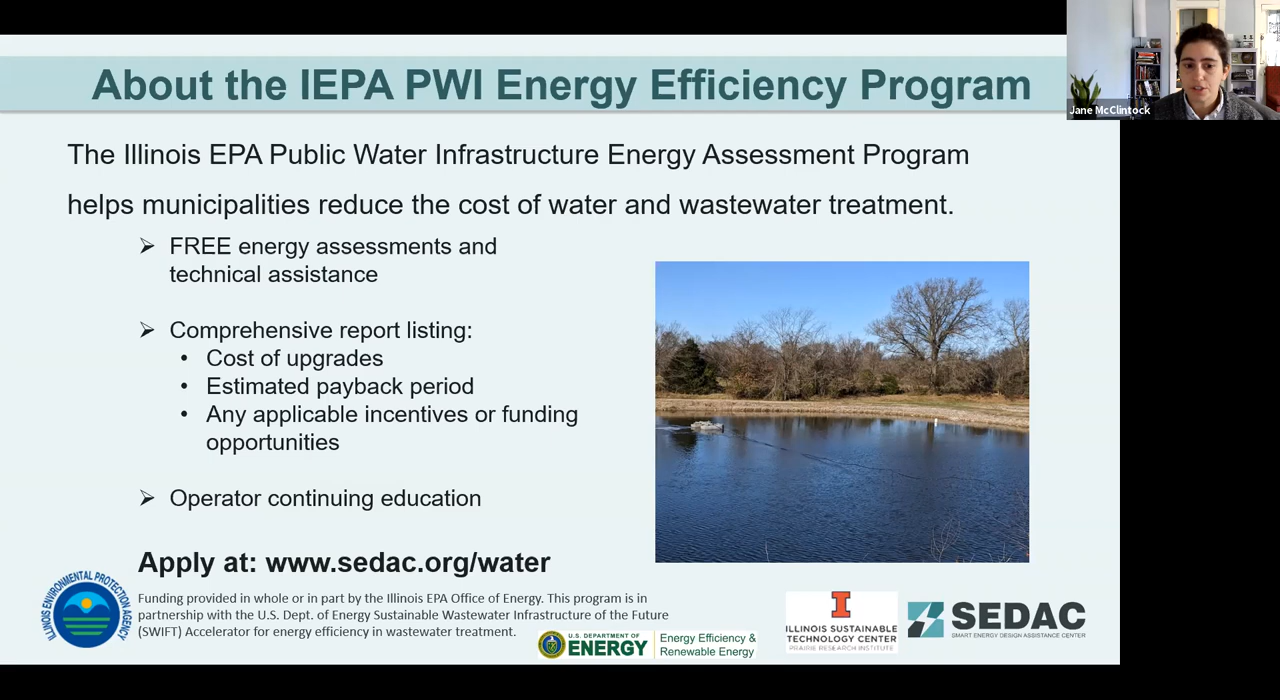 About the IEPA PWI Energy Efficiency Program
Jane McClintock
The Illinois EPA Public Water Infrastructure Energy Assessment Program
helps municipalities reduce the cost of water and wastewater treatment.
➢ FREE energy assessments and
technical assistance
➢ Comprehensive report listing:
• Cost of upgrades
• Estimated payback period
• Any applicable incentives or funding
opportunities
➢ Operator continuing education
Apply at: www.sedac.org/water
Funding provided in whole or in part by the Illinois EPA Office of Energy. This program is in
partnership with the U.S. Dept. of Energy Sustainable Wastewater Infrastructure of the Future
(SWIFT) Accelerator for energy efficiency in wastewater treatment.
ILLINOIS ENVIRONMENTAL PROTECTION AGENCY
U.S. DEPARTMENT OF
ENERGY
Energy Efficiency &
Renewable Energy
I
ILLINOIS SUSTAINABLE
TECHNOLOGY CENTER
PRAIRIE RESEARCH INSTITUTE
SEDAC
SMART ENERGY DESIGN ASSISTANCE CENTER